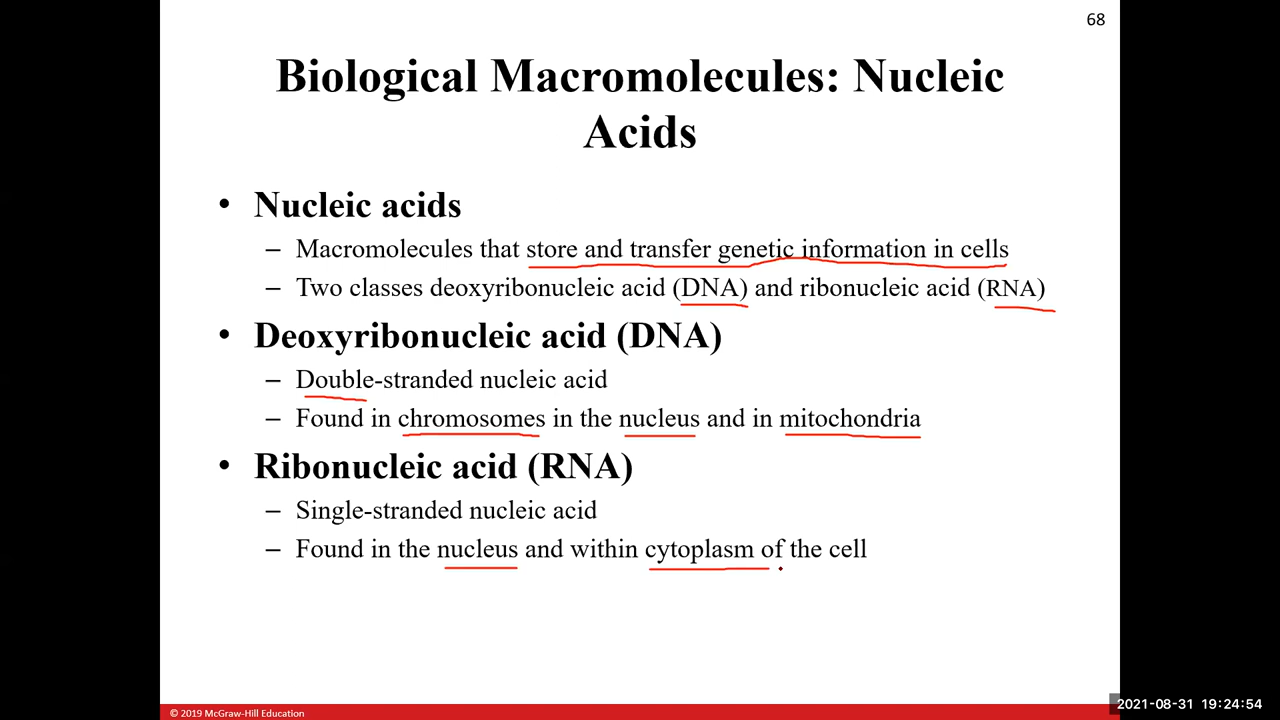 68
Biological Macromolecules: Nucleic
Acids
• Nucleic acids
– Macromolecules that store and transfer genetic information in cells
– Two classes deoxyribonucleic acid (DNA) and ribonucleic acid (RNA)
• Deoxyribonucleic acid (DNA)
– Double-stranded nucleic acid
– Found in chromosomes in the nucleus and in mitochondria
• Ribonucleic acid (RNA)
– Single-stranded nucleic acid
– Found in the nucleus and within cytoplasm of the cell
© 2019 McGraw-Hill Education
2021-08-31 19:24:54